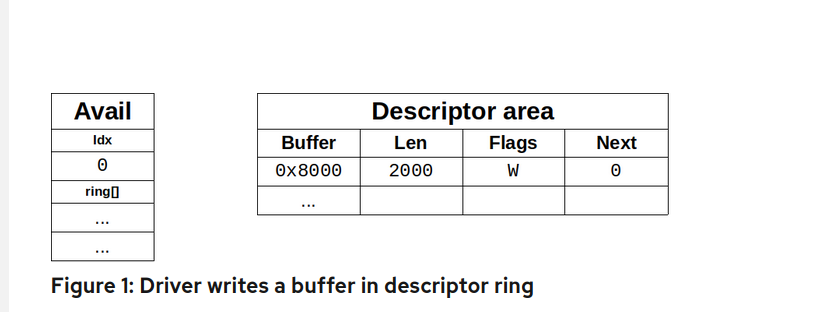 Avail
Idx
0
ring[]
...
...
Descriptor area
Buffer Len Flags Next
0x8000 2000 W 0
...
Figure 1: Driver writes a buffer in descriptor ring